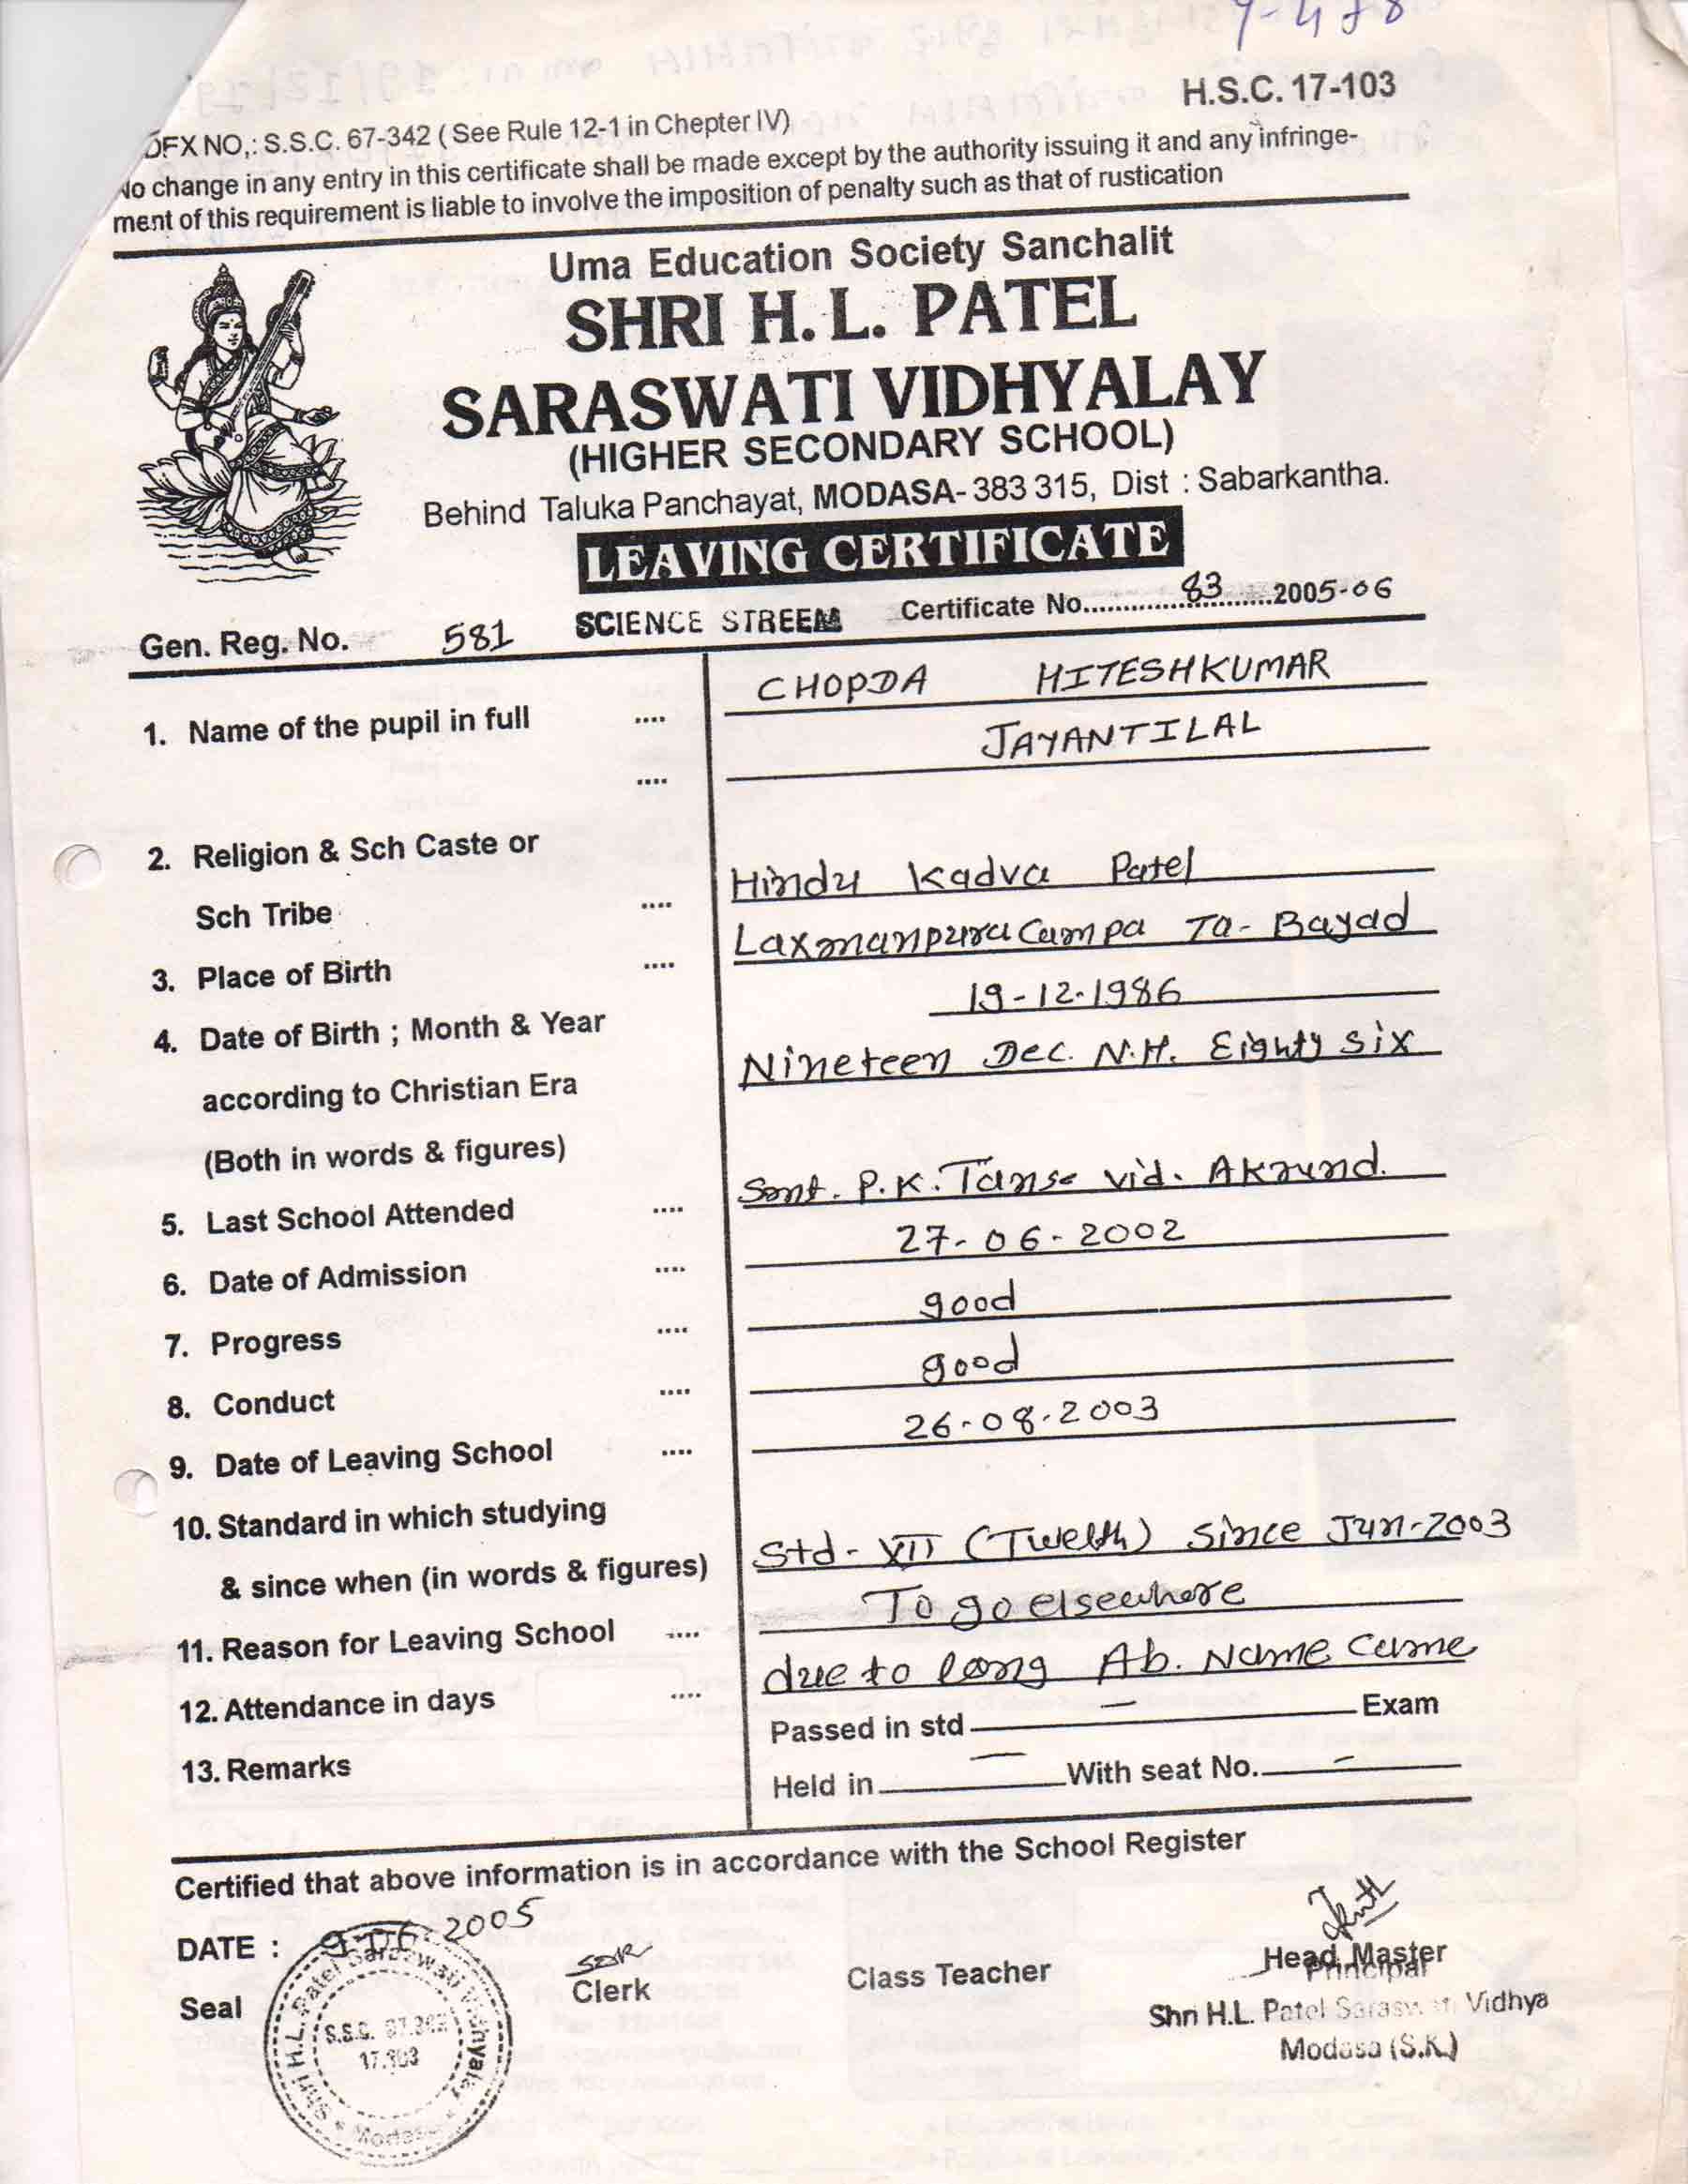 H.S.C. 17-103
NO,: S.S.C. 67-342 ( See Rule 12-1 in Chepter IV)
No change in any entry in this certificate shall be made except by the authority issuing it and any infringe-
ment of this requirement is liable to involve the imposition of penalty such as that of rustication
Uma Education Society Sanchalit
SHRI H. L. PATEL
SARASWATI VIDHYALAY
(HIGHER SECONDARY SCHOOL)
Behind Taluka Panchayat, MODASA- 383 315, Dist : Sabarkantha.
LEAVING CERTIFICATE
Gen. Reg. No. 581 SCIENCE STREEM Certificate No. 83 2005-06
1. Name of the pupil in full .... CHOPDA HITESHKUMAR
.... JAYANTILAL
2. Religion & Sch Caste or
Sch Tribe .... Hindu Kadva Patel
3. Place of Birth .... Laxmanpura Campa Ta- Bayad
4. Date of Birth ; Month & Year 19-12-1986
according to Christian Era Nineteen Dec. N.H. Eighty Six
(Both in words & figures)
5. Last School Attended .... Smt. P.K. vid. Akrund.
6. Date of Admission .... 27-06-2002
7. Progress .... good
8. Conduct .... good
9. Date of Leaving School .... 26-08-2003
10. Standard in which studying
& since when (in words & figures) Std- XII (Twelth) Since Jun-2003
11. Reason for Leaving School .... To go elsewhere
12. Attendance in days .... due to long Ab. Name Came
13. Remarks Passed in std — Exam
Held in — With seat No. -
Certified that above information is in accordance with the School Register
DATE : 9-06-2005
Seal Clerk Class Teacher Head Master
Principal
Shri H.L. Patel Saraswati Vidhya
Modasa (S.K.)
Shri H.L. Patel Saraswati Vidhyalay * Modasa *
S.S.C. 67.342
17.103